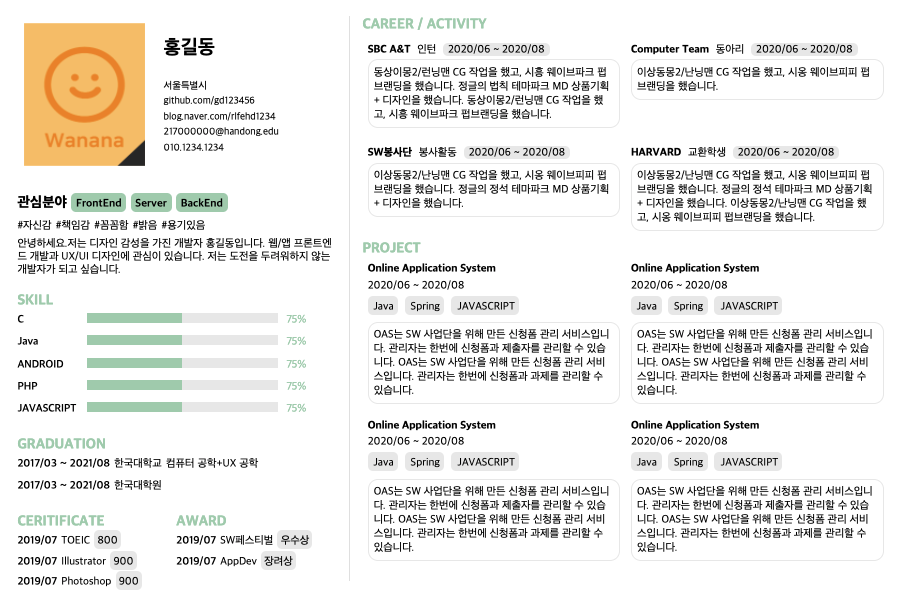 Wanana
홍길동
서울특별시
github.com/gd123456
blog.naver.com/rlfehd1234
217000000@handong.edu
010.1234.1234
관심분야 FrontEnd Server BackEnd
#자신감 #책임감 #꼼꼼함 #밝음 #용기있음
안녕하세요.저는 디자인 감성을 가진 개발자 홍길동입니다. 웹/앱 프론트엔
드 개발과 UX/UI 디자인에 관심이 있습니다. 저는 도전을 두려워하지 않는
개발자가 되고 싶습니다.
SKILL
C 75%
Java 75%
ANDROID 75%
PHP 75%
JAVASCRIPT 75%
GRADUATION
2017/03 ~ 2021/08 한국대학교 컴퓨터 공학+UX 공학
2017/03 ~ 2021/08 한국대학원
CERITIFICATE
2019/07 TOEIC 800
2019/07 Illustrator 900
2019/07 Photoshop 900
AWARD
2019/07 SW페스티벌 우수상
2019/07 AppDev 장려상
CAREER / ACTIVITY
SBC A&T 인턴 2020/06 ~ 2020/08
동상이몽2/런닝맨 CG 작업을 했고, 시흥 웨이브파크 펍
브랜딩을 했습니다. 정글의 법칙 테마파크 MD 상품기획
+ 디자인을 했습니다. 동상이몽2/런닝맨 CG 작업을 했
고, 시흥 웨이브파크 펍브랜딩을 했습니다.
Computer Team 동아리 2020/06 ~ 2020/08
이상동몽2/난닝맨 CG 작업을 했고, 시옹 웨이브피피 펍
브랜딩을 했습니다.
SW봉사단 봉사활동 2020/06 ~ 2020/08
이상동몽2/난닝맨 CG 작업을 했고, 시옹 웨이브피피 펍
브랜딩을 했습니다. 정글의 정석 테마파크 MD 상품기획
+ 디자인을 했습니다.
HARVARD 교환학생 2020/06 ~ 2020/08
이상동몽2/난닝맨 CG 작업을 했고, 시옹 웨이브피피 펍
브랜딩을 했습니다. 정글의 정석 테마파크 MD 상품기획
+ 디자인을 했습니다. 이상동몽2/난닝맨 CG 작업을 했
고, 시옹 웨이브피피 펍브랜딩을 했습니다.
PROJECT
Online Application System
2020/06 ~ 2020/08
Java Spring JAVASCRIPT
OAS는 SW 사업단을 위해 만든 신청폼 관리 서비스입니
다. 관리자는 한번에 신청폼과 제출자를 관리할 수 있습
니다. OAS는 SW 사업단을 위해 만든 신청폼 관리 서비
스입니다. 관리자는 한번에 신청폼과 과제를 관리할 수
있습니다.
Online Application System
2020/06 ~ 2020/08
Java Spring JAVASCRIPT
OAS는 SW 사업단을 위해 만든 신청폼 관리 서비스입니
다. 관리자는 한번에 신청폼과 제출자를 관리할 수 있습
니다. OAS는 SW 사업단을 위해 만든 신청폼 관리 서비
스입니다. 관리자는 한번에 신청폼과 과제를 관리할 수
있습니다.
Online Application System
2020/06 ~ 2020/08
Java Spring JAVASCRIPT
OAS는 SW 사업단을 위해 만든 신청폼 관리 서비스입니
다. 관리자는 한번에 신청폼과 제출자를 관리할 수 있습
니다. OAS는 SW 사업단을 위해 만든 신청폼 관리 서비
스입니다. 관리자는 한번에 신청폼과 과제를 관리할 수
있습니다.
Online Application System
2020/06 ~ 2020/08
Java Spring JAVASCRIPT
OAS는 SW 사업단을 위해 만든 신청폼 관리 서비스입니
다. 관리자는 한번에 신청폼과 제출자를 관리할 수 있습
니다. OAS는 SW 사업단을 위해 만든 신청폼 관리 서비
스입니다. 관리자는 한번에 신청폼과 과제를 관리할 수
있습니다.